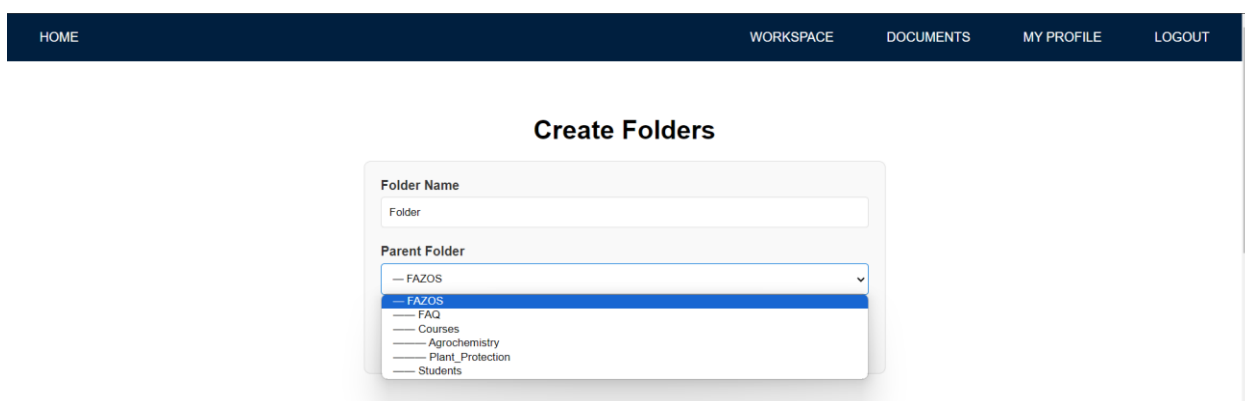 HOME WORKSPACE DOCUMENTS MY PROFILE LOGOUT
Create Folders
Folder Name
Folder
Parent Folder
— FAZOS
— FAZOS
—— FAQ
—— Courses
——— Agrochemistry
——— Plant_Protection
—— Students